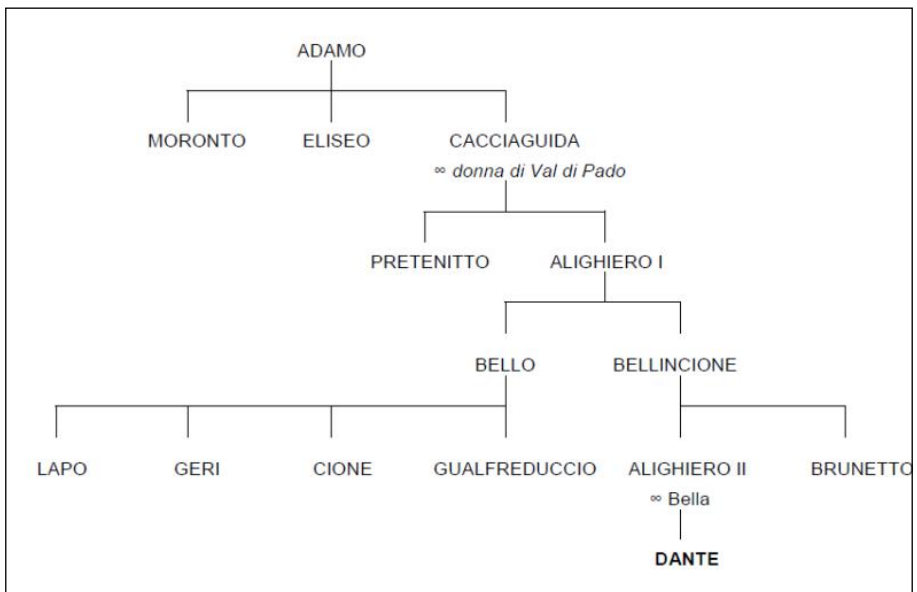 ADAMO
MORONTO ELISEO CACCIAGUIDA
∞ donna di Val di Pado
PRETENITTO ALIGHIERO I
BELLO BELLINCIONE
LAPO GERI CIONE GUALFREDUCCIO ALIGHIERO II BRUNETTO
∞ Bella
DANTE